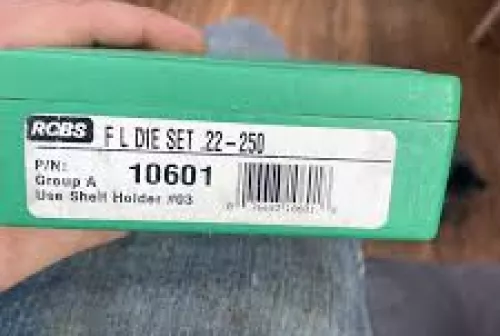 RCBS F L DIE SET 22-250
P/N: 10601
Group A
Use Shell Holder #03